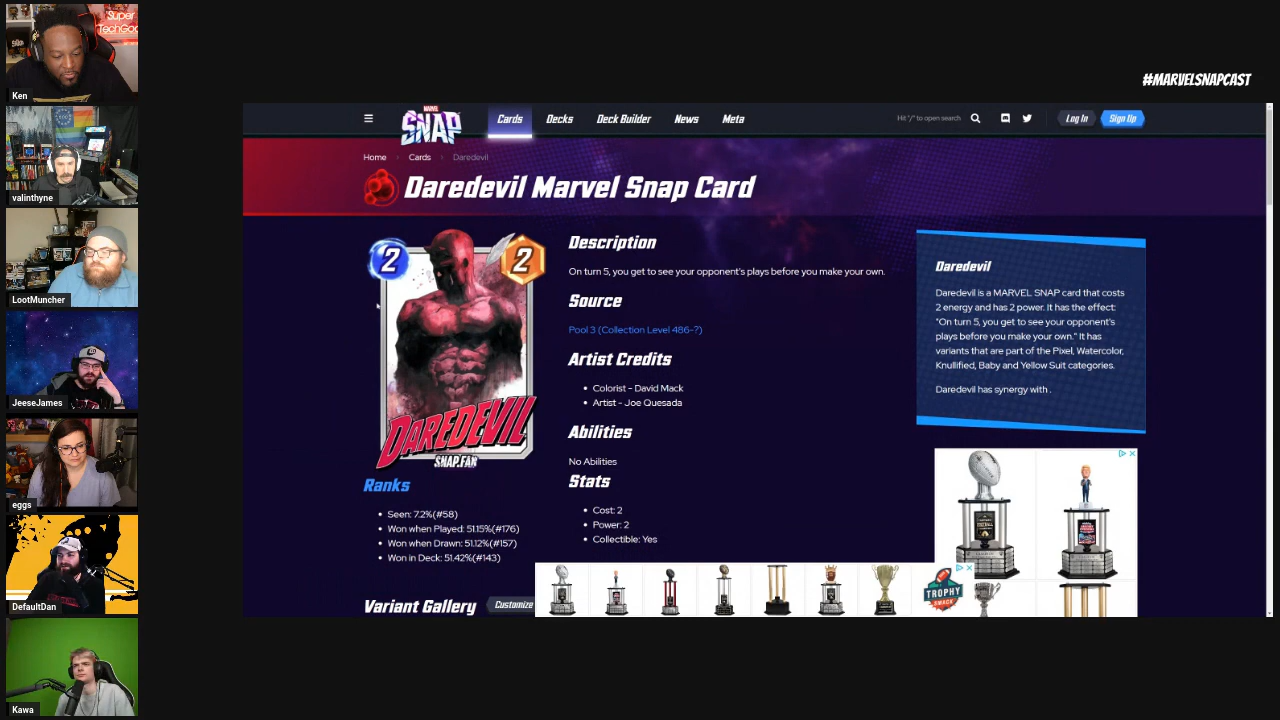 Super
TechGod
Ken
valinthyne
LootMuncher
JeeseJames
eggs
DefaultDan
Kawa
#MARVELSNAPCAST
MARVEL
SNAP
Cards
Decks
Deck Builder
News
Meta
Hit "/" to open search
Log In
Sign Up
Home › Cards › Daredevil
Daredevil Marvel Snap Card
2
2
DAREDEVIL
SNAP.FAN
Ranks
• Seen: 7.2%(#58)
• Won when Played: 51.15%(#176)
• Won when Drawn: 51.12%(#157)
• Won in Deck: 51.42%(#143)
Variant Gallery
Customize
Description
On turn 5, you get to see your opponent's plays before you make your own.
Source
Pool 3 (Collection Level 486-?)
Artist Credits
• Colorist - David Mack
• Artist - Joe Quesada
Abilities
No Abilities
Stats
• Cost: 2
• Power: 2
• Collectible: Yes
Daredevil
Daredevil is a MARVEL SNAP card that costs
2 energy and has 2 power. It has the effect:
"On turn 5, you get to see your opponent's
plays before you make your own." It has
variants that are part of the Pixel, Watercolor,
Knullified, Baby and Yellow Suit categories.
Daredevil has synergy with .
TROPHY
SMACK